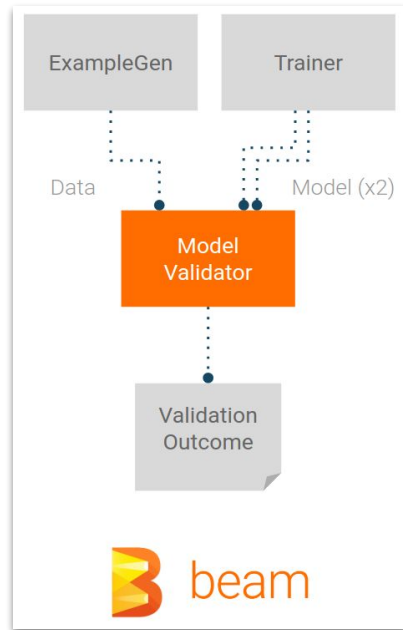 ExampleGen
Trainer
Data
Model (x2)
Model
Validator
Validation
Outcome
beam